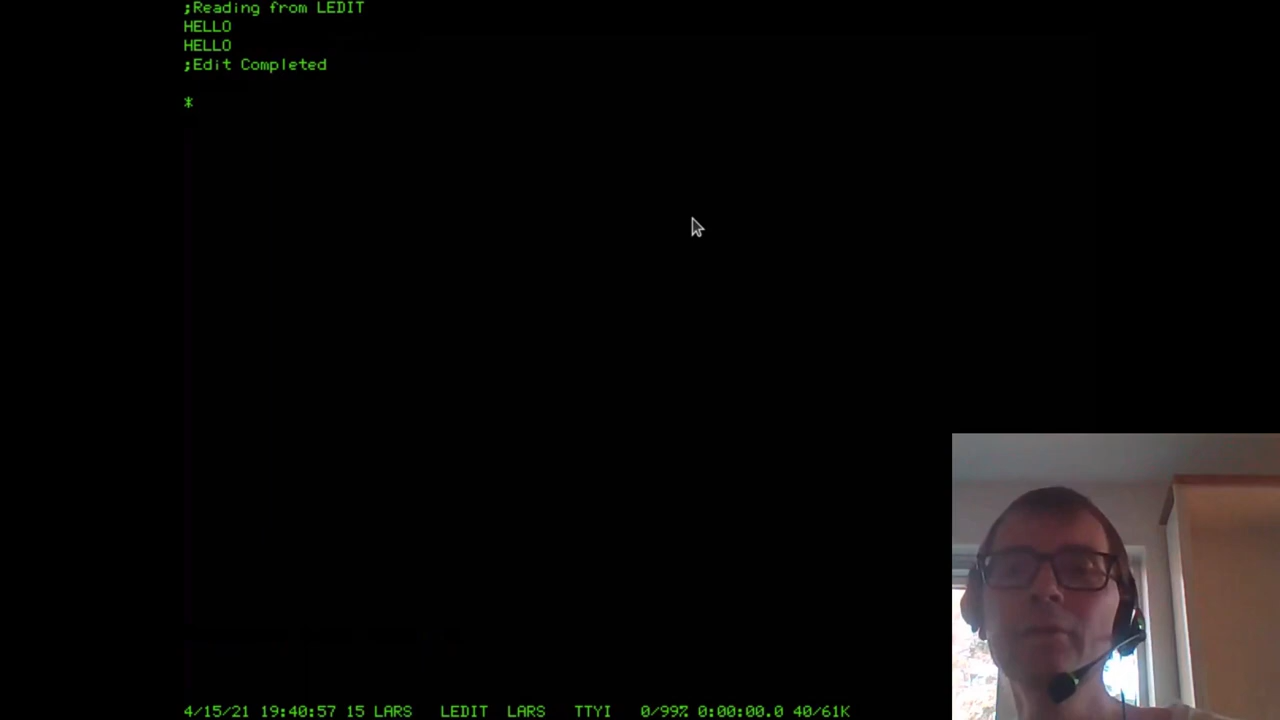 ;Reading from LEDIT
HELLO
HELLO
;Edit Completed
*
4/15/21 19:40:57 15 LARS   LEDIT  LARS   TTYI   0/99% 0:00:00.0 40/61K